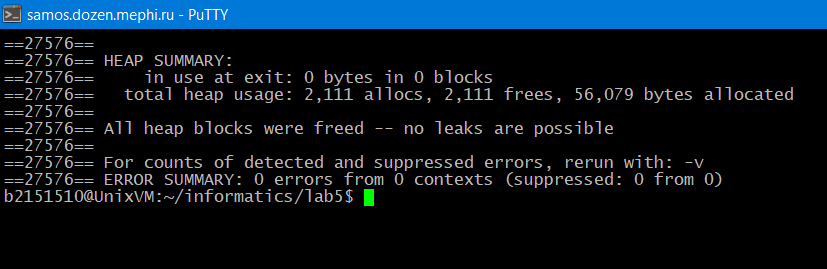 samos.dozen.mephi.ru - PuTTY
==27576==
==27576== HEAP SUMMARY:
==27576==     in use at exit: 0 bytes in 0 blocks
==27576==   total heap usage: 2,111 allocs, 2,111 frees, 56,079 bytes allocated
==27576==
==27576== All heap blocks were freed -- no leaks are possible
==27576==
==27576== For counts of detected and suppressed errors, rerun with: -v
==27576== ERROR SUMMARY: 0 errors from 0 contexts (suppressed: 0 from 0)
b2151510@UnixVM:~/informatics/lab5$